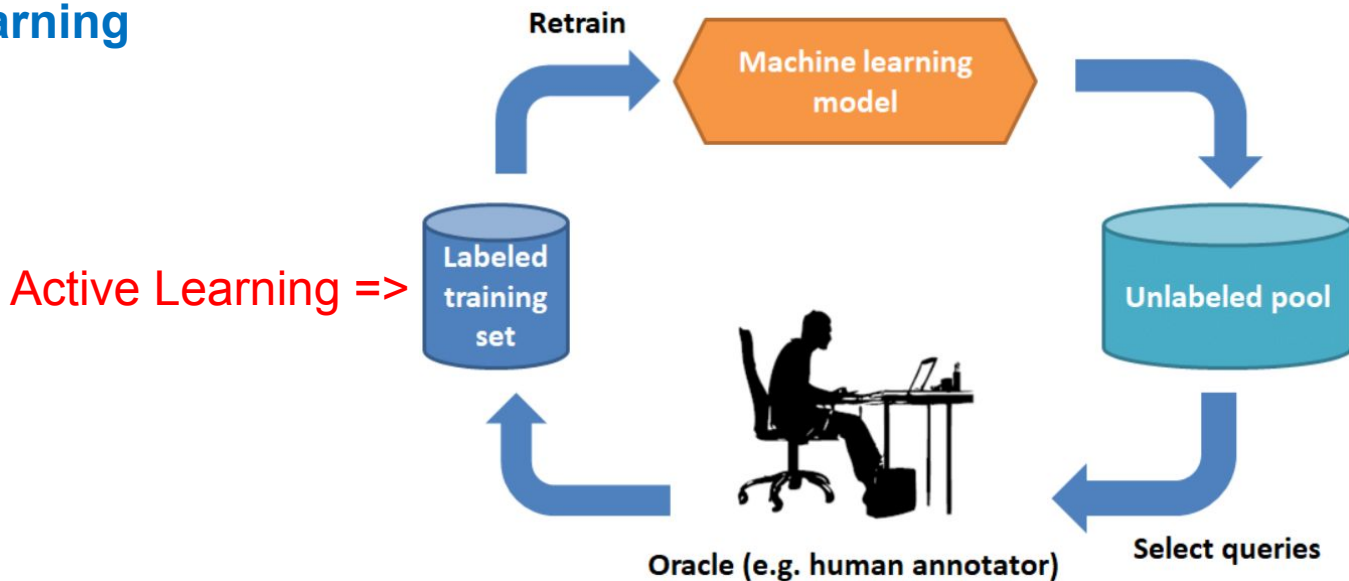 arning
Retrain
Machine learning
model
Active Learning =>
Labeled
training
set
Unlabeled pool
Select queries
Oracle (e.g. human annotator)